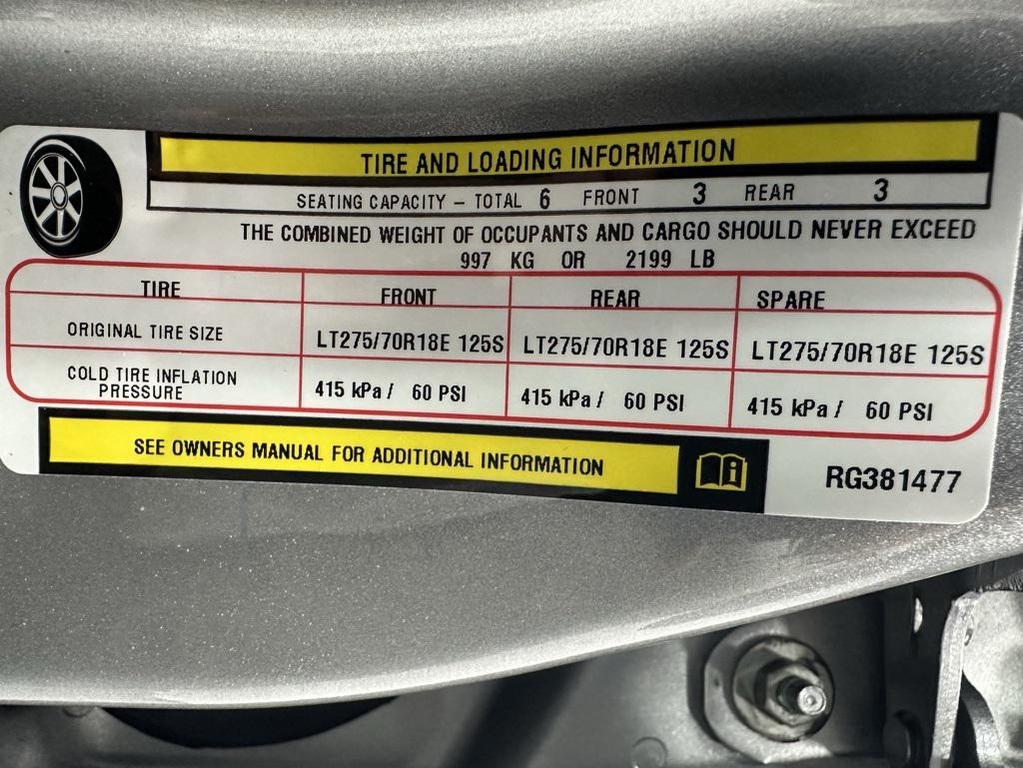 TIRE AND LOADING INFORMATION
SEATING CAPACITY – TOTAL 6 FRONT 3 REAR 3
THE COMBINED WEIGHT OF OCCUPANTS AND CARGO SHOULD NEVER EXCEED
997 KG OR 2199 LB
TIRE FRONT REAR SPARE
ORIGINAL TIRE SIZE LT275/70R18E 125S LT275/70R18E 125S LT275/70R18E 125S
COLD TIRE INFLATION
PRESSURE 415 kPa / 60 PSI 415 kPa / 60 PSI 415 kPa / 60 PSI
SEE OWNERS MANUAL FOR ADDITIONAL INFORMATION
RG381477